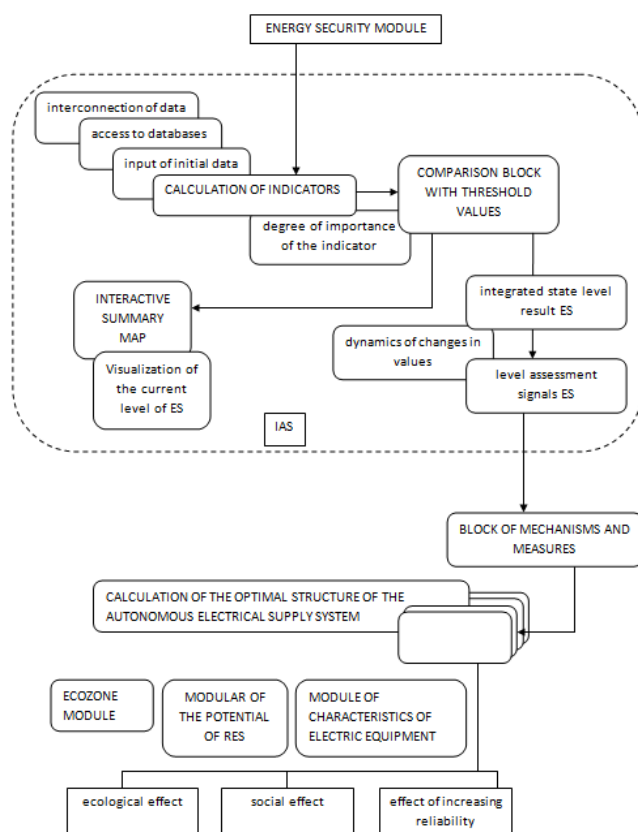 ENERGY SECURITY MODULE
interconnection of data
access to databases
input of initial data
CALCULATION OF INDICATORS
degree of importance
of the indicator
COMPARISON BLOCK
WITH THRESHOLD
VALUES
INTERACTIVE
SUMMARY
MAP
Visualization of
the current
level of ES
integrated state level
result ES
dynamics of changes in
values
level assessment
signals ES
IAS
BLOCK OF MECHANISMS AND
MEASURES
CALCULATION OF THE OPTIMAL STRUCTURE OF THE
AUTONOMOUS ELECTRICAL SUPPLY SYSTEM
ECOZONE
MODULE
MODULAR OF
THE POTENTIAL
OF RES
MODULE OF
CHARACTERISTICS OF
ELECTRIC EQUIPMENT
ecological effect
social effect
effect of increasing
reliability